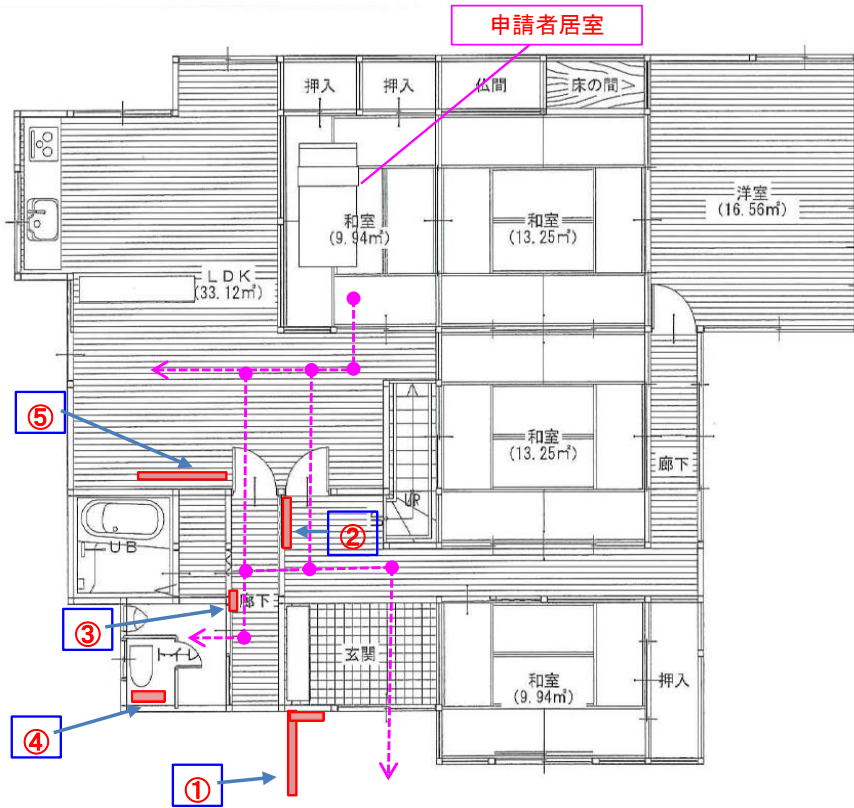 申請者居室
押入
押入
仏間
床の間
洋室
(16.56㎡)
和室
(9.94㎡)
和室
(13.25㎡)
LDK
(33.12㎡)
⑤
和室
(13.25㎡)
廊下
UP
②
UB
③
廊下
トイレ
玄関
和室
(9.94㎡)
押入
④
①